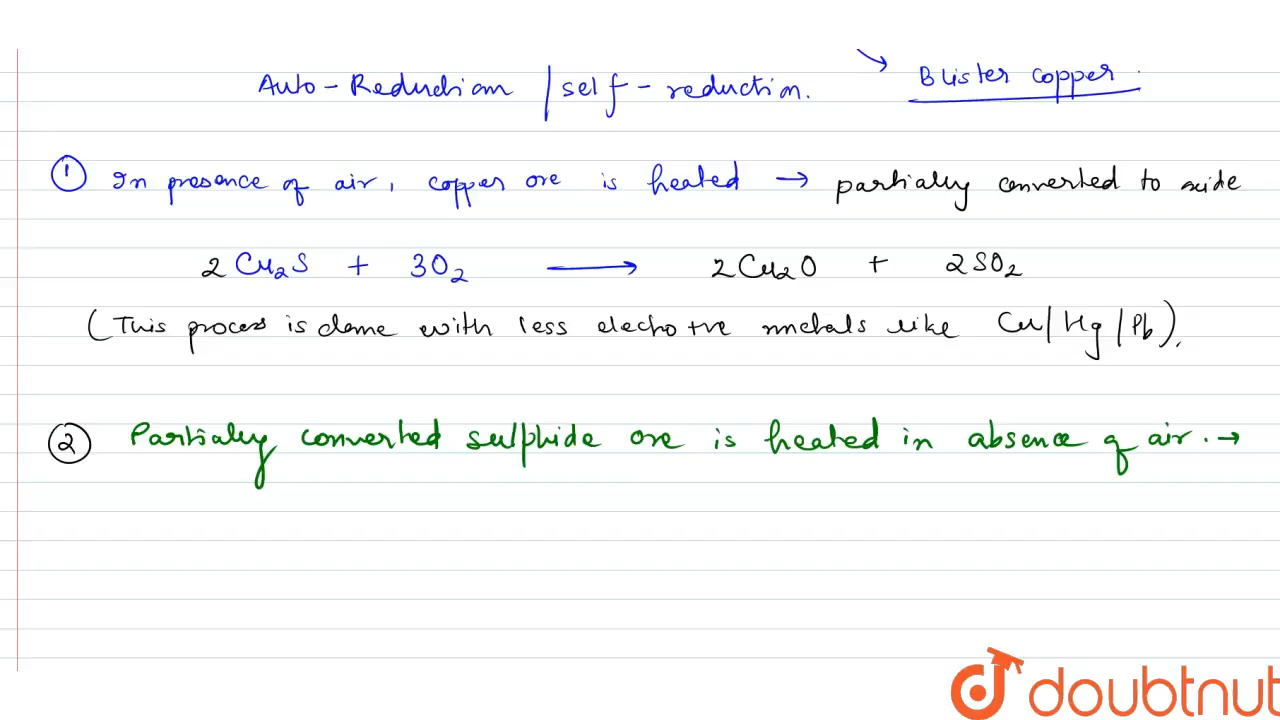 Auto-Reduction / self-reduction. ↘ Blister copper.
① In presence of air, copper ore is heated → partially converted to oxide
2Cu₂S + 3O₂ ⟶ 2Cu₂O + 2SO₂
(This process is done with less electro +ve metals like Cu/Hg/Pb).
② Partially converted sulphide ore is heated in absence of air. →
doubtnut